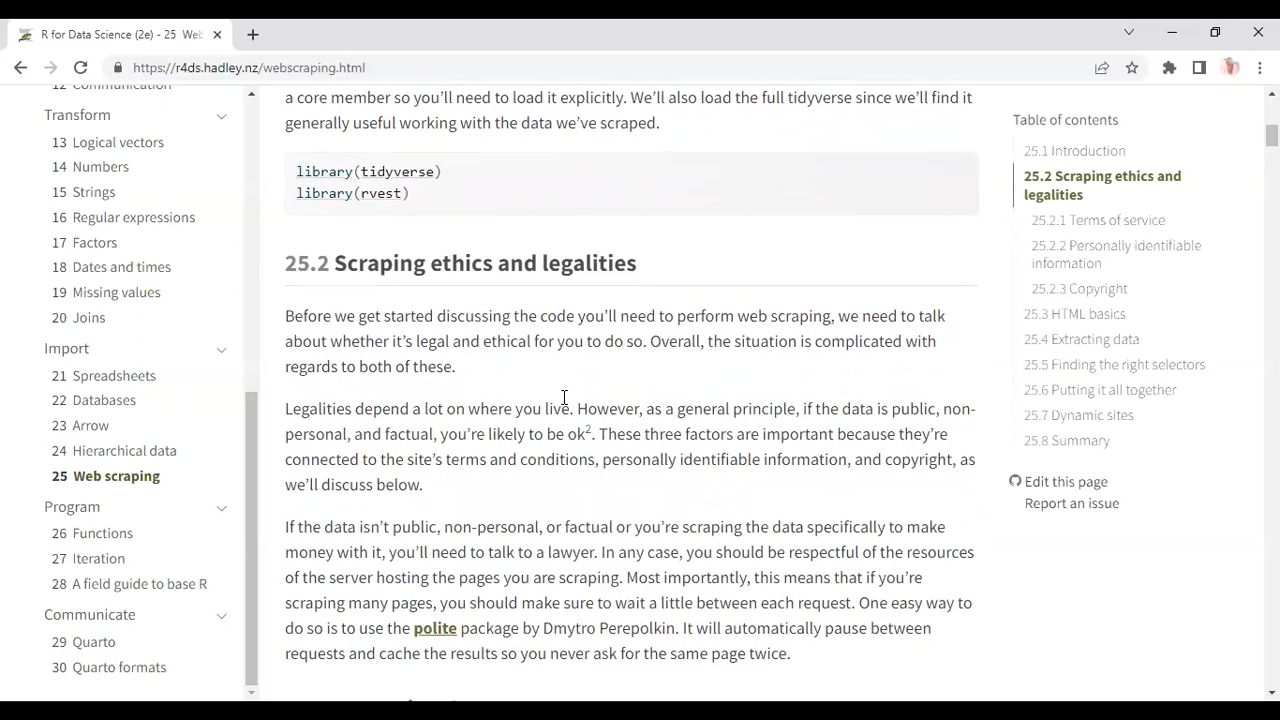 R for Data Science (2e) - 25 Web
https://r4ds.hadley.nz/webscraping.html
12 Communication
Transform
13 Logical vectors
14 Numbers
15 Strings
16 Regular expressions
17 Factors
18 Dates and times
19 Missing values
20 Joins
Import
21 Spreadsheets
22 Databases
23 Arrow
24 Hierarchical data
25 Web scraping
Program
26 Functions
27 Iteration
28 A field guide to base R
Communicate
29 Quarto
30 Quarto formats
a core member so you’ll need to load it explicitly. We’ll also load the full tidyverse since we’ll find it
generally useful working with the data we’ve scraped.
library(tidyverse)
library(rvest)
25.2 Scraping ethics and legalities
Before we get started discussing the code you’ll need to perform web scraping, we need to talk
about whether it’s legal and ethical for you to do so. Overall, the situation is complicated with
regards to both of these.
Legalities depend a lot on where you live. However, as a general principle, if the data is public, non-
personal, and factual, you’re likely to be ok². These three factors are important because they’re
connected to the site’s terms and conditions, personally identifiable information, and copyright, as
we’ll discuss below.
If the data isn’t public, non-personal, or factual or you’re scraping the data specifically to make
money with it, you’ll need to talk to a lawyer. In any case, you should be respectful of the resources
of the server hosting the pages you are scraping. Most importantly, this means that if you’re
scraping many pages, you should make sure to wait a little between each request. One easy way to
do so is to use the polite package by Dmytro Perepolkin. It will automatically pause between
requests and cache the results so you never ask for the same page twice.
Table of contents
25.1 Introduction
25.2 Scraping ethics and
legalities
25.2.1 Terms of service
25.2.2 Personally identifiable
information
25.2.3 Copyright
25.3 HTML basics
25.4 Extracting data
25.5 Finding the right selectors
25.6 Putting it all together
25.7 Dynamic sites
25.8 Summary
Edit this page
Report an issue